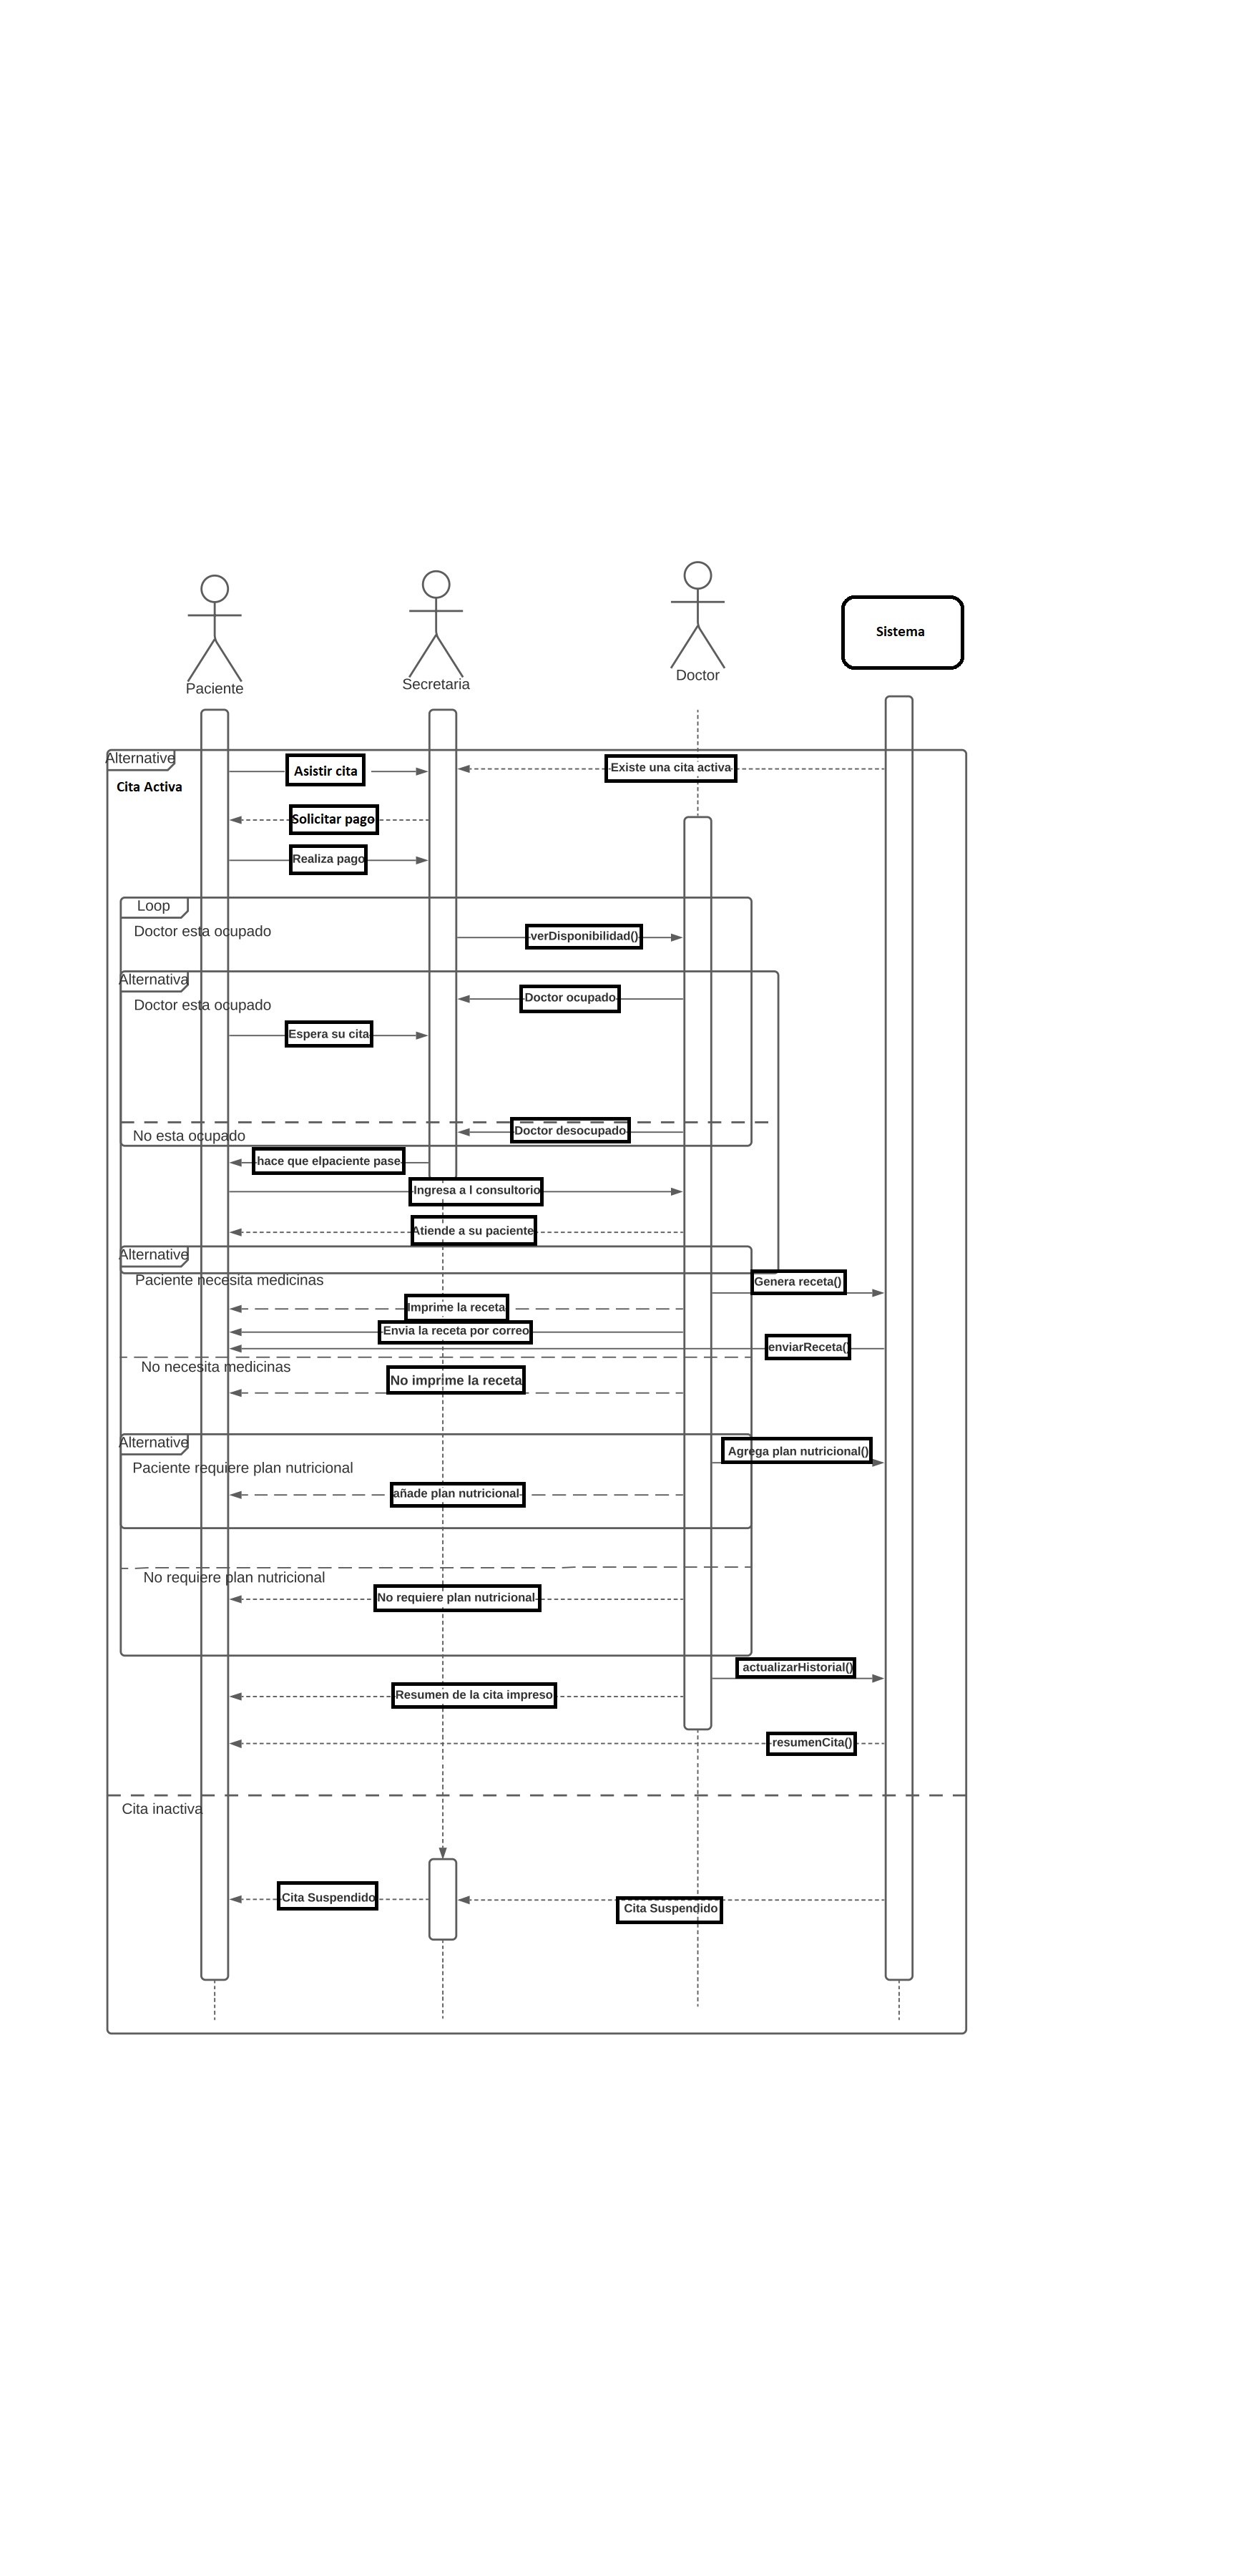 Paciente
Secretaria
Doctor
Sistema
Alternative
Cita Activa
Asistir cita
Existe una cita activa
Solicitar pago
Realiza pago
Loop
Doctor esta ocupado
verDisponibilidad()
Alternativa
Doctor esta ocupado
Doctor ocupado
Espera su cita
No esta ocupado
Doctor desocupado
hace que elpaciente pase
Ingresa a l consultorio
Atiende a su paciente
Alternative
Paciente necesita medicinas
Genera receta()
Imprime la receta
Envia la receta por correo
enviarReceta()
No necesita medicinas
No imprime la receta
Alternative
Agrega plan nutricional()
Paciente requiere plan nutricional
añade plan nutricional
No requiere plan nutricional
No requiere plan nutricional
actualizarHistorial()
Resumen de la cita impreso
resumenCita()
Cita inactiva
Cita Suspendido
Cita Suspendido